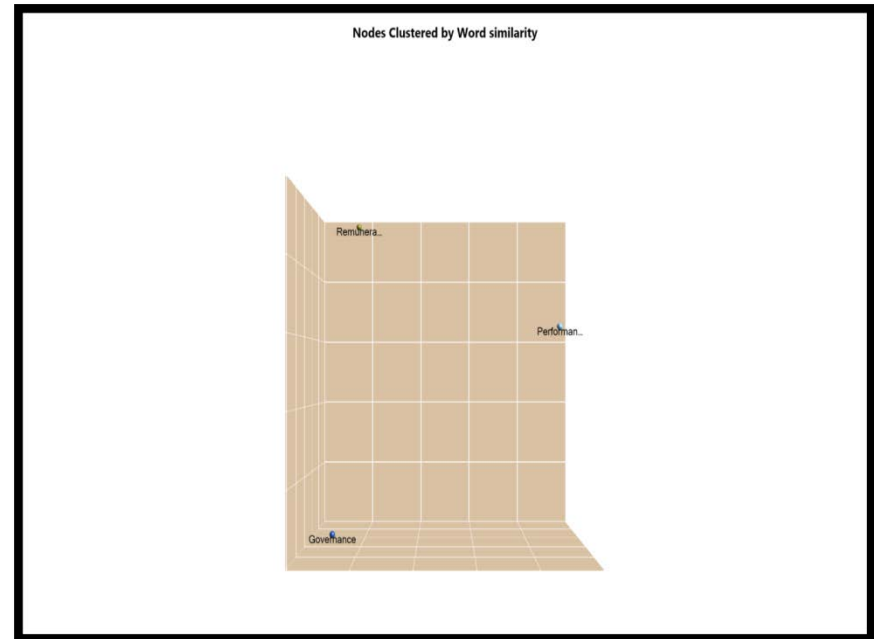 Nodes Clustered by Word similarity
Remunera...
Performan...
Governance